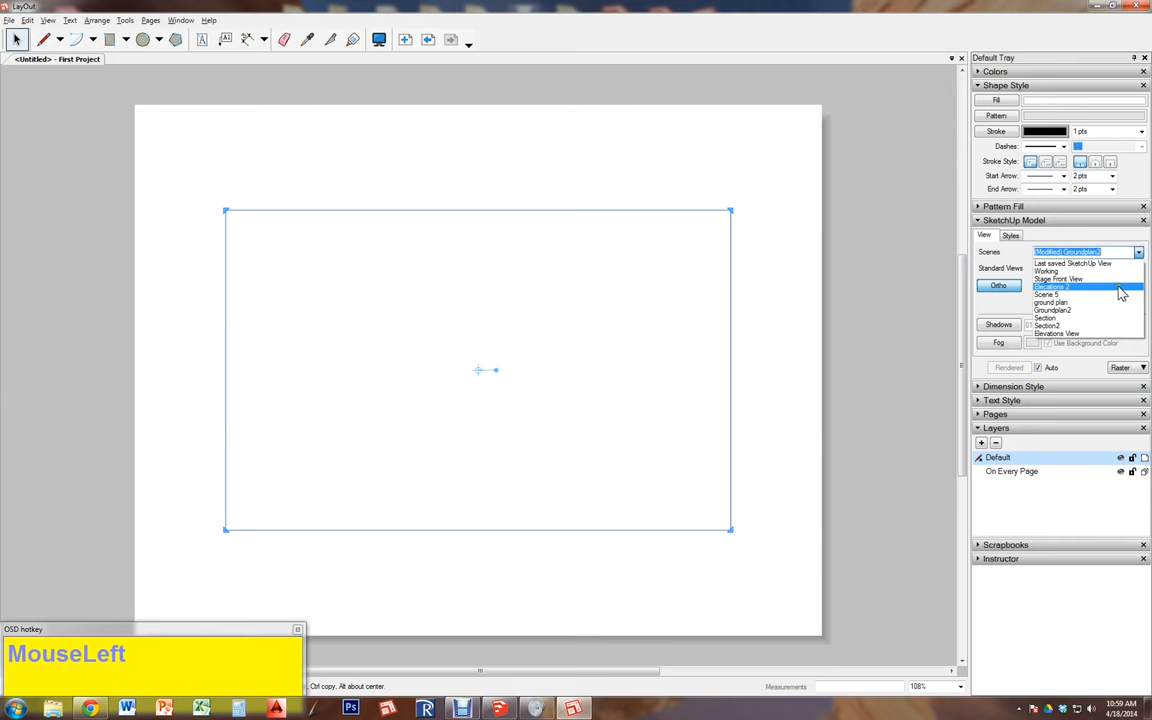 LayOut
File Edit View Text Arrange Tools Pages Window Help
<Untitled> - First Project
Default Tray
Colors
Shape Style
Fill
Pattern
Stroke 1 pts
Dashes:
Stroke Style:
Start Arrow: 2 pts
End Arrow: 2 pts
Pattern Fill
SketchUp Model
View Styles
Scenes (Modified) Groundplan2
Last saved SketchUp View
Standard Views
Working
Stage Front View
Ortho
Elecations 2
Scene 5
ground plan
Groundplan2
Section
Shadows
Section2
Elevations View
Fog Use Background Color
Rendered Auto Raster
Dimension Style
Text Style
Pages
Layers
Default
On Every Page
Scrapbooks
Instructor
OSD hotkey
MouseLeft
, Ctrl copy, Alt about center.
Measurements
108%
10:59 AM
4/18/2014